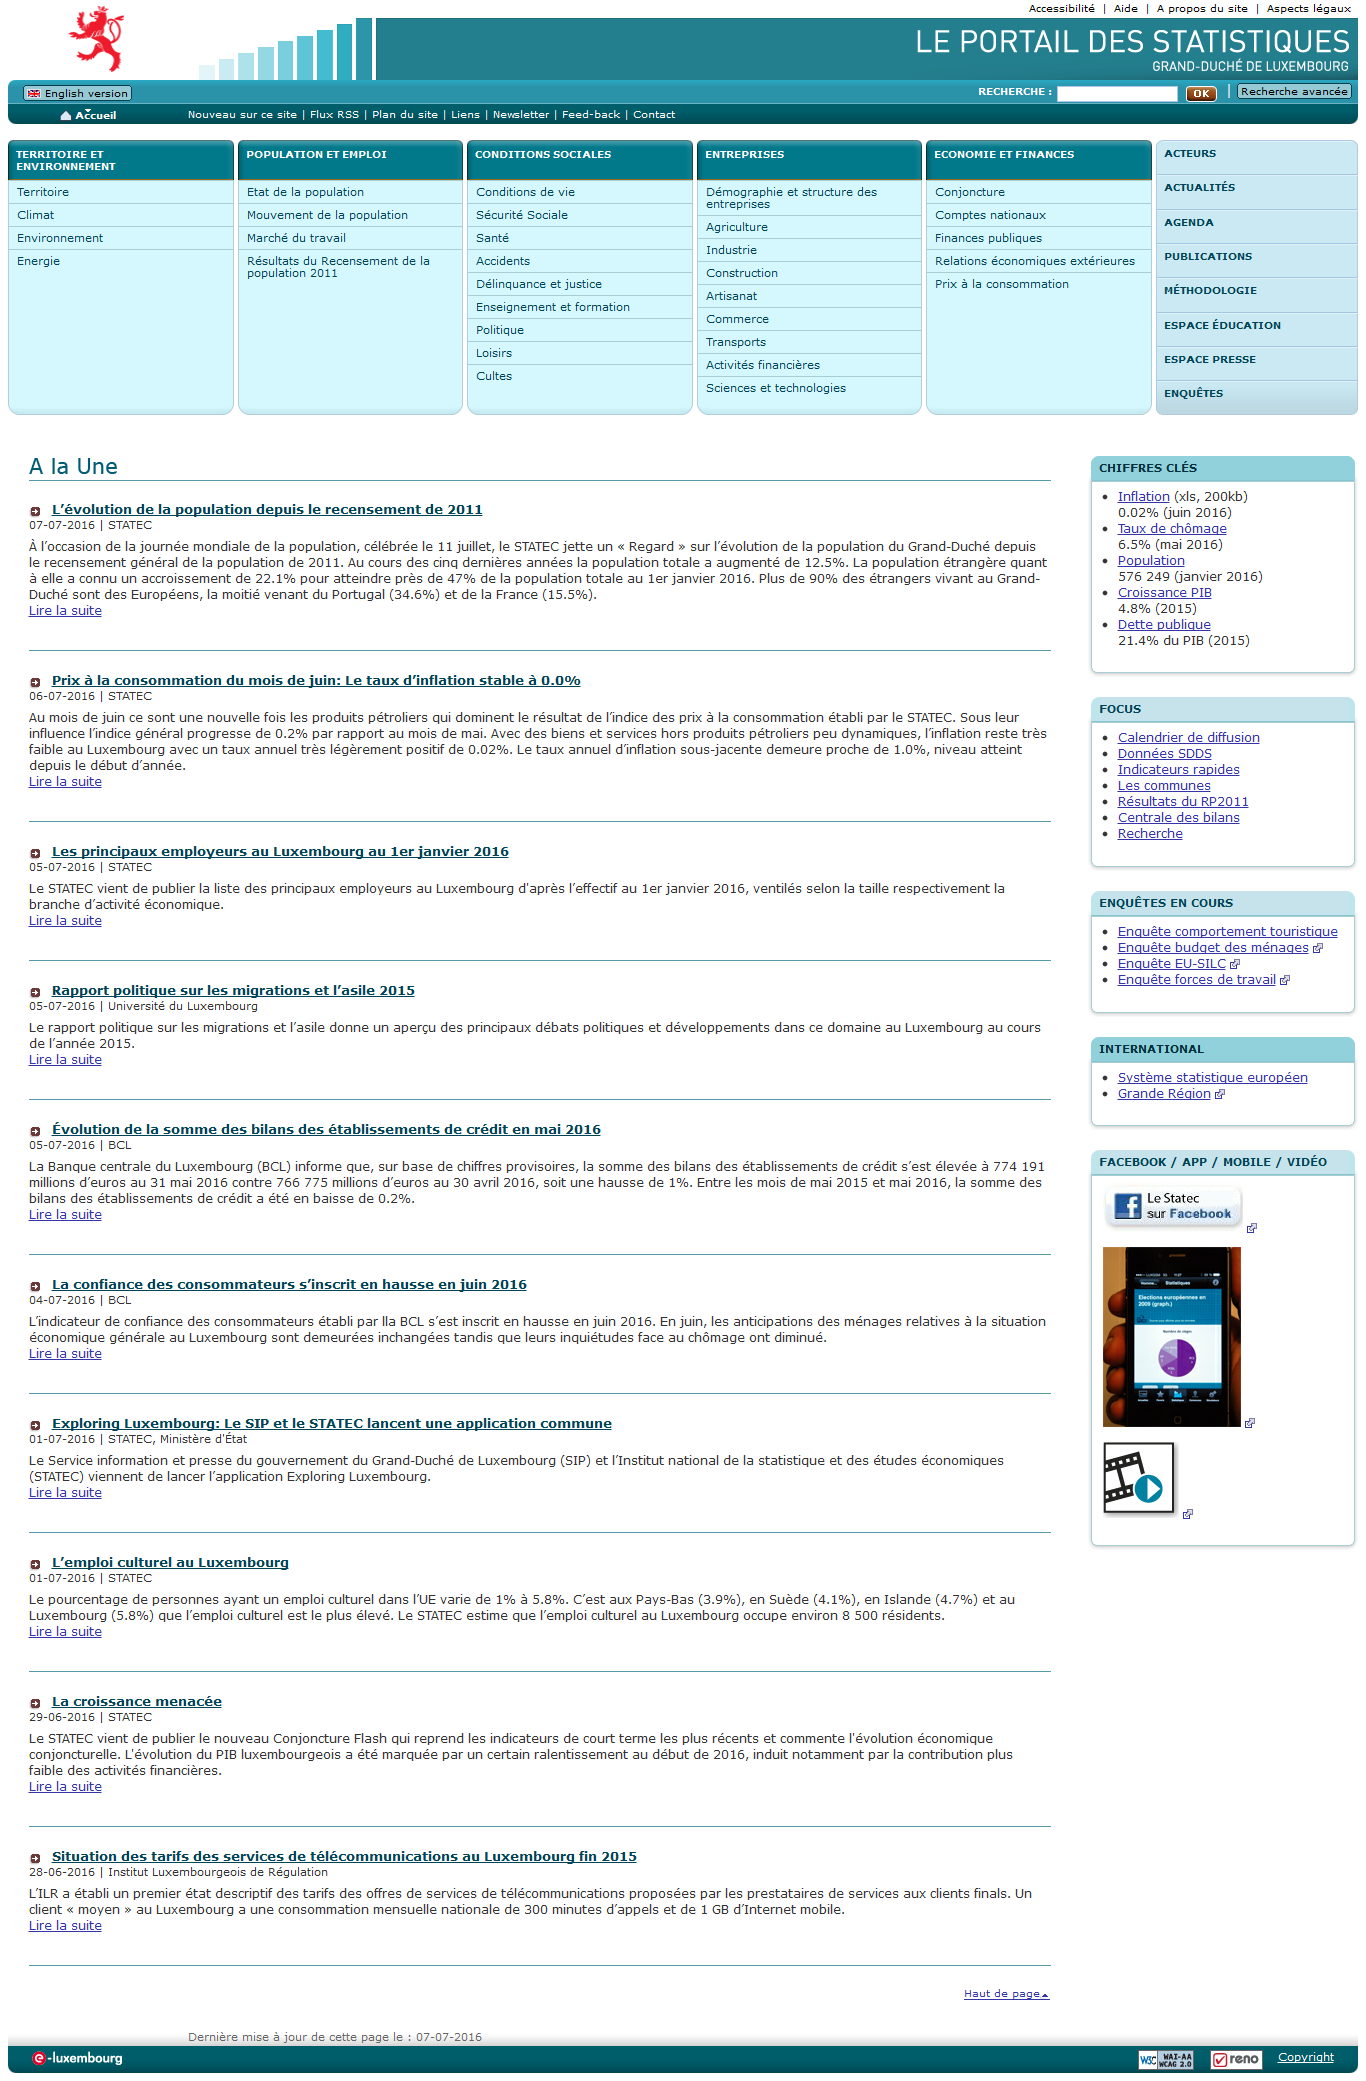 Accessibilité | Aide | A propos du site | Aspects légaux
LE PORTAIL DES STATISTIQUES
GRAND-DUCHÉ DE LUXEMBOURG
English version
RECHERCHE :
OK
Recherche avancée
Accueil
Nouveau sur ce site | Flux RSS | Plan du site | Liens | Newsletter | Feed-back | Contact
TERRITOIRE ET
ENVIRONNEMENT
Territoire
Climat
Environnement
Energie
POPULATION ET EMPLOI
Etat de la population
Mouvement de la population
Marché du travail
Résultats du Recensement de la
population 2011
CONDITIONS SOCIALES
Conditions de vie
Sécurité Sociale
Santé
Accidents
Délinquance et justice
Enseignement et formation
Politique
Loisirs
Cultes
ENTREPRISES
Démographie et structure des
entreprises
Agriculture
Industrie
Construction
Artisanat
Commerce
Transports
Activités financières
Sciences et technologies
ECONOMIE ET FINANCES
Conjoncture
Comptes nationaux
Finances publiques
Relations économiques extérieures
Prix à la consommation
ACTEURS
ACTUALITÉS
AGENDA
PUBLICATIONS
MÉTHODOLOGIE
ESPACE ÉDUCATION
ESPACE PRESSE
ENQUÊTES
A la Une
L’évolution de la population depuis le recensement de 2011
07-07-2016 | STATEC
À l’occasion de la journée mondiale de la population, célébrée le 11 juillet, le STATEC jette un « Regard » sur l’évolution de la population du Grand-Duché depuis
le recensement général de la population de 2011. Au cours des cinq dernières années la population totale a augmenté de 12.5%. La population étrangère quant
à elle a connu un accroissement de 22.1% pour atteindre près de 47% de la population totale au 1er janvier 2016. Plus de 90% des étrangers vivant au Grand-
Duché sont des Européens, la moitié venant du Portugal (34.6%) et de la France (15.5%).
Lire la suite
Prix à la consommation du mois de juin: Le taux d’inflation stable à 0.0%
06-07-2016 | STATEC
Au mois de juin ce sont une nouvelle fois les produits pétroliers qui dominent le résultat de l’indice des prix à la consommation établi par le STATEC. Sous leur
influence l’indice général progresse de 0.2% par rapport au mois de mai. Avec des biens et services hors produits pétroliers peu dynamiques, l’inflation reste très
faible au Luxembourg avec un taux annuel très légèrement positif de 0.02%. Le taux annuel d’inflation sous-jacente demeure proche de 1.0%, niveau atteint
depuis le début d’année.
Lire la suite
Les principaux employeurs au Luxembourg au 1er janvier 2016
05-07-2016 | STATEC
Le STATEC vient de publier la liste des principaux employeurs au Luxembourg d'après l’effectif au 1er janvier 2016, ventilés selon la taille respectivement la
branche d’activité économique.
Lire la suite
Rapport politique sur les migrations et l’asile 2015
05-07-2016 | Université du Luxembourg
Le rapport politique sur les migrations et l’asile donne un aperçu des principaux débats politiques et développements dans ce domaine au Luxembourg au cours
de l’année 2015.
Lire la suite
Évolution de la somme des bilans des établissements de crédit en mai 2016
05-07-2016 | BCL
La Banque centrale du Luxembourg (BCL) informe que, sur base de chiffres provisoires, la somme des bilans des établissements de crédit s’est élevée à 774 191
millions d’euros au 31 mai 2016 contre 766 775 millions d’euros au 30 avril 2016, soit une hausse de 1%. Entre les mois de mai 2015 et mai 2016, la somme des
bilans des établissements de crédit a été en baisse de 0.2%.
Lire la suite
La confiance des consommateurs s’inscrit en hausse en juin 2016
04-07-2016 | BCL
L’indicateur de confiance des consommateurs établi par lla BCL s’est inscrit en hausse en juin 2016. En juin, les anticipations des ménages relatives à la situation
économique générale au Luxembourg sont demeurées inchangées tandis que leurs inquiétudes face au chômage ont diminué.
Lire la suite
Exploring Luxembourg: Le SIP et le STATEC lancent une application commune
01-07-2016 | STATEC, Ministère d'État
Le Service information et presse du gouvernement du Grand-Duché de Luxembourg (SIP) et l’Institut national de la statistique et des études économiques
(STATEC) viennent de lancer l’application Exploring Luxembourg.
Lire la suite
L’emploi culturel au Luxembourg
01-07-2016 | STATEC
Le pourcentage de personnes ayant un emploi culturel dans l’UE varie de 1% à 5.8%. C’est aux Pays-Bas (3.9%), en Suède (4.1%), en Islande (4.7%) et au
Luxembourg (5.8%) que l’emploi culturel est le plus élevé. Le STATEC estime que l’emploi culturel au Luxembourg occupe environ 8 500 résidents.
Lire la suite
La croissance menacée
29-06-2016 | STATEC
Le STATEC vient de publier le nouveau Conjoncture Flash qui reprend les indicateurs de court terme les plus récents et commente l'évolution économique
conjoncturelle. L'évolution du PIB luxembourgeois a été marquée par un certain ralentissement au début de 2016, induit notamment par la contribution plus
faible des activités financières.
Lire la suite
Situation des tarifs des services de télécommunications au Luxembourg fin 2015
28-06-2016 | Institut Luxembourgeois de Régulation
L’ILR a établi un premier état descriptif des tarifs des offres de services de télécommunications proposées par les prestataires de services aux clients finals. Un
client « moyen » au Luxembourg a une consommation mensuelle nationale de 300 minutes d’appels et de 1 GB d’Internet mobile.
Lire la suite
Haut de page
CHIFFRES CLÉS
Inflation (xls, 200kb)
0.02% (juin 2016)
Taux de chômage
6.5% (mai 2016)
Population
576 249 (janvier 2016)
Croissance PIB
4.8% (2015)
Dette publique
21.4% du PIB (2015)
FOCUS
Calendrier de diffusion
Données SDDS
Indicateurs rapides
Les communes
Résultats du RP2011
Centrale des bilans
Recherche
ENQUÊTES EN COURS
Enquête comportement touristique
Enquête budget des ménages
Enquête EU-SILC
Enquête forces de travail
INTERNATIONAL
Système statistique européen
Grande Région
FACEBOOK / APP / MOBILE / VIDÉO
Le Statec
sur Facebook
Statistiques
Elections européennes en
2009 (graph.)
Nombre de sièges
Dernière mise à jour de cette page le : 07-07-2016
e-luxembourg
W3C WAI-AA
WCAG 2.0
reno
Copyright